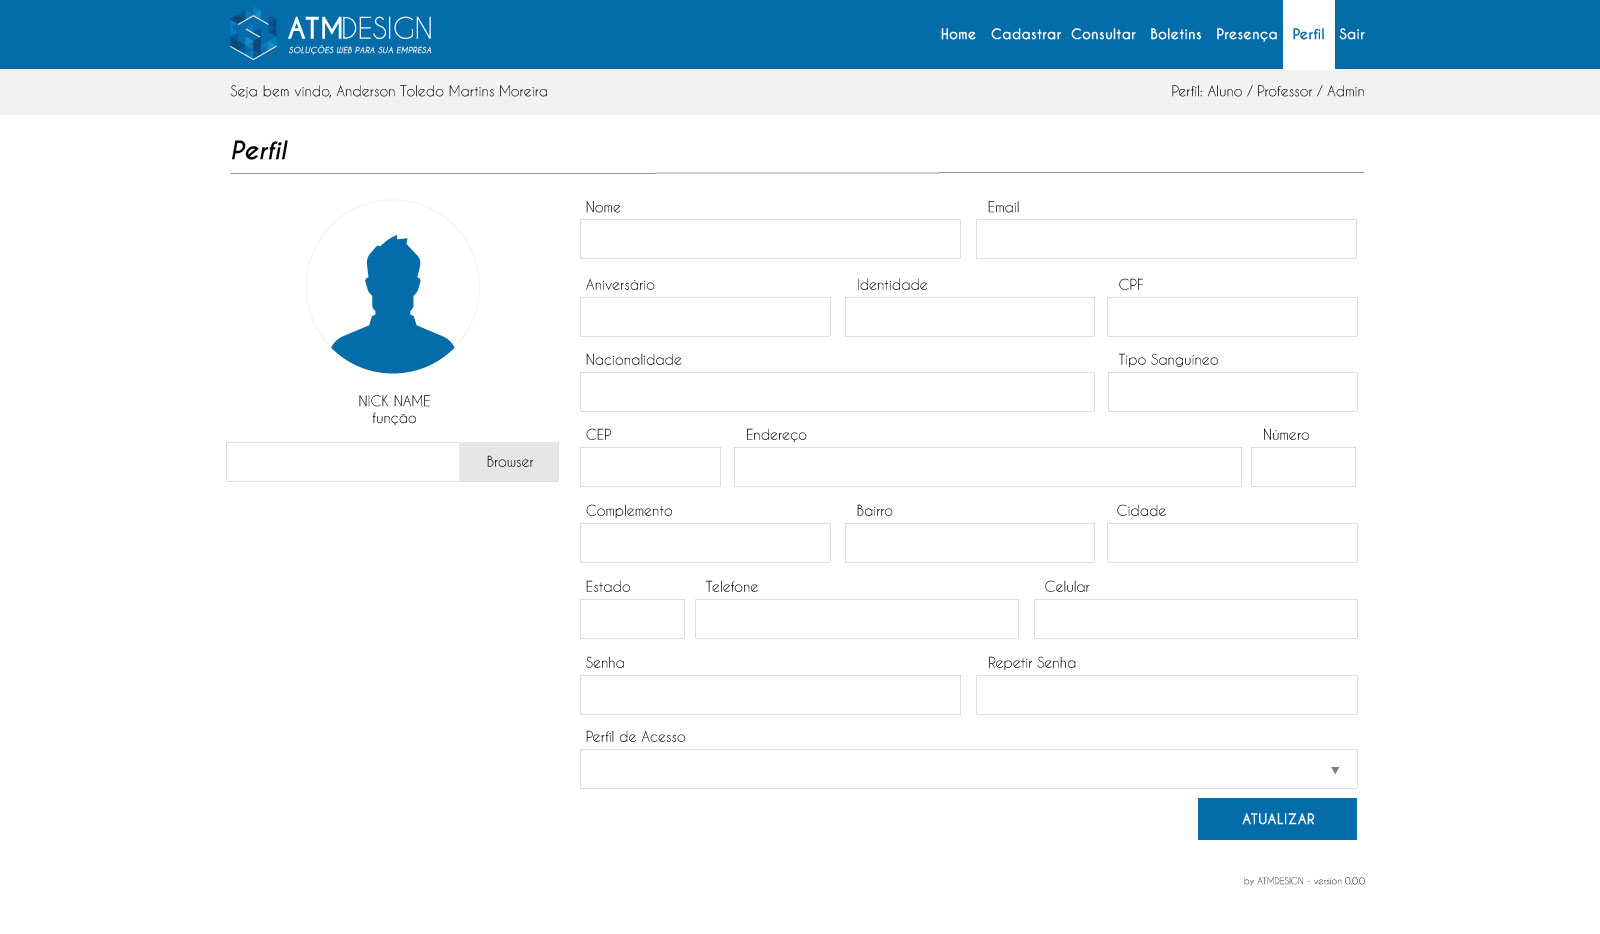 ATMDESIGN
SOLUÇÕES WEB PARA SUA EMPRESA
Home Cadastrar Consultar Boletins Presença Perfil Sair
Seja bem vindo, Anderson Toledo Martins Moreira
Perfil: Aluno / Professor / Admin
Perfil
NICK NAME
função
Browser
Nome Email
Aniversário Identidade CPF
Nacionalidade Tipo Sanguíneo
CEP Endereço Número
Complemento Bairro Cidade
Estado Telefone Celular
Senha Repetir Senha
Perfil de Acesso
ATUALIZAR
by ATMDESIGN - version 0.0.0